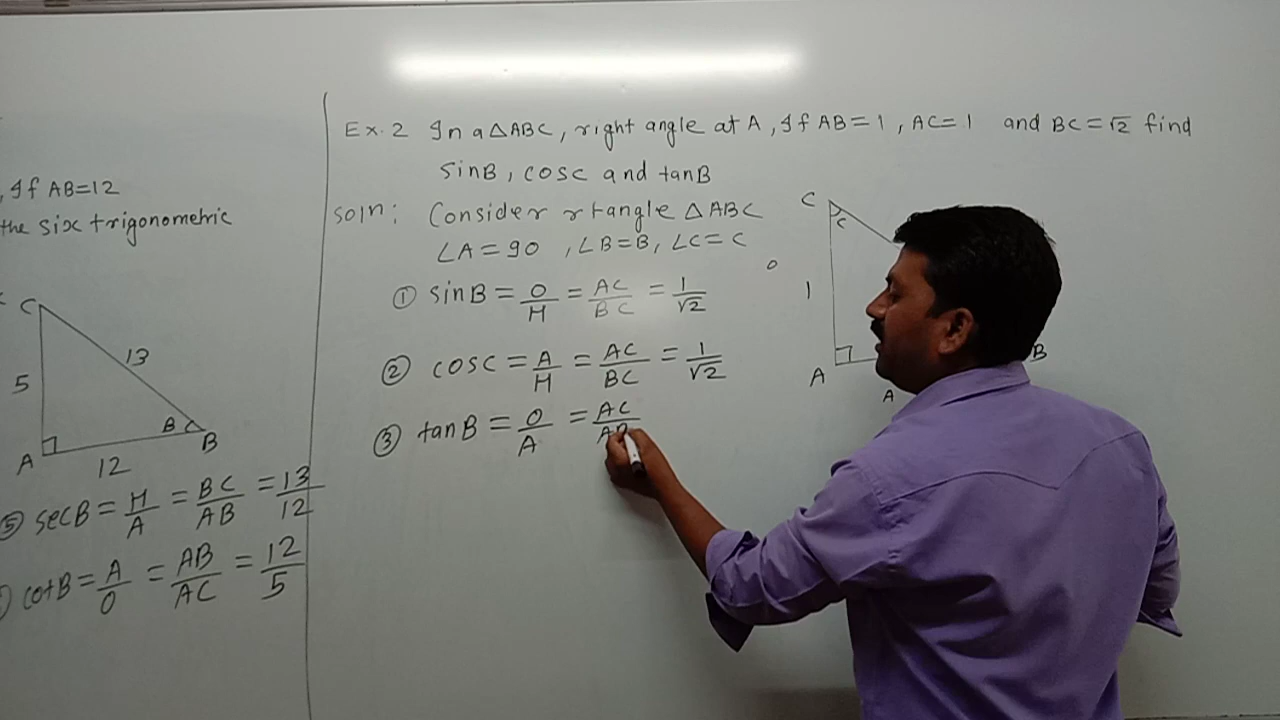 , If AB=12
the six trigonometric
C
5
13
B
A
12
B
⑤ secB = H/A = BC/AB = 13/12
cotB = A/O = AB/AC = 12/5
Ex. 2 In a △ABC, right angle at A, If AB=1, AC=1 and BC=√2 find
sinB, cosC and tanB
Soln: Consider rtangle △ABC
∠A = 90, ∠B=B, ∠C= C
① sinB = O/H = AC/BC = 1/√2
② cosC = A/H = AC/BC = 1/√2
③ tanB = O/A = AC/AB
C
C
O
1
A
B
A